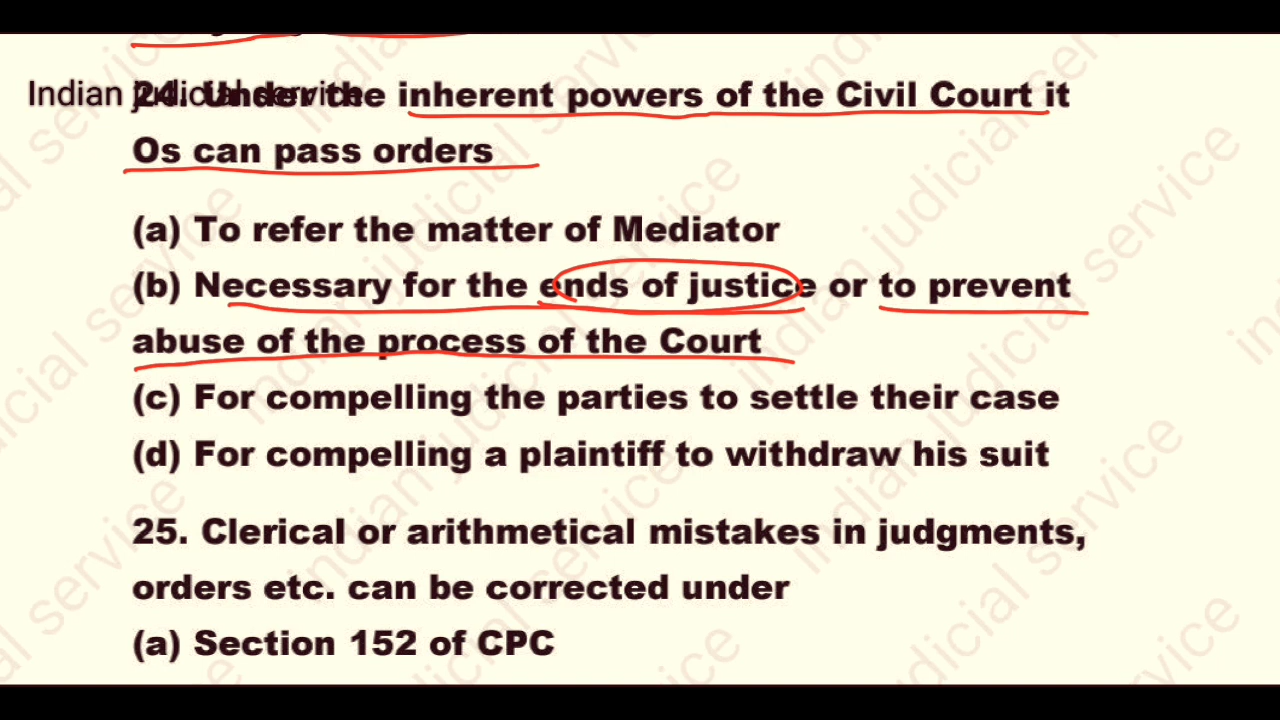 Indian judicial service
24. Under the inherent powers of the Civil Court it
Os can pass orders
(a) To refer the matter of Mediator
(b) Necessary for the ends of justice or to prevent
abuse of the process of the Court
(c) For compelling the parties to settle their case
(d) For compelling a plaintiff to withdraw his suit
25. Clerical or arithmetical mistakes in judgments,
orders etc. can be corrected under
(a) Section 152 of CPC